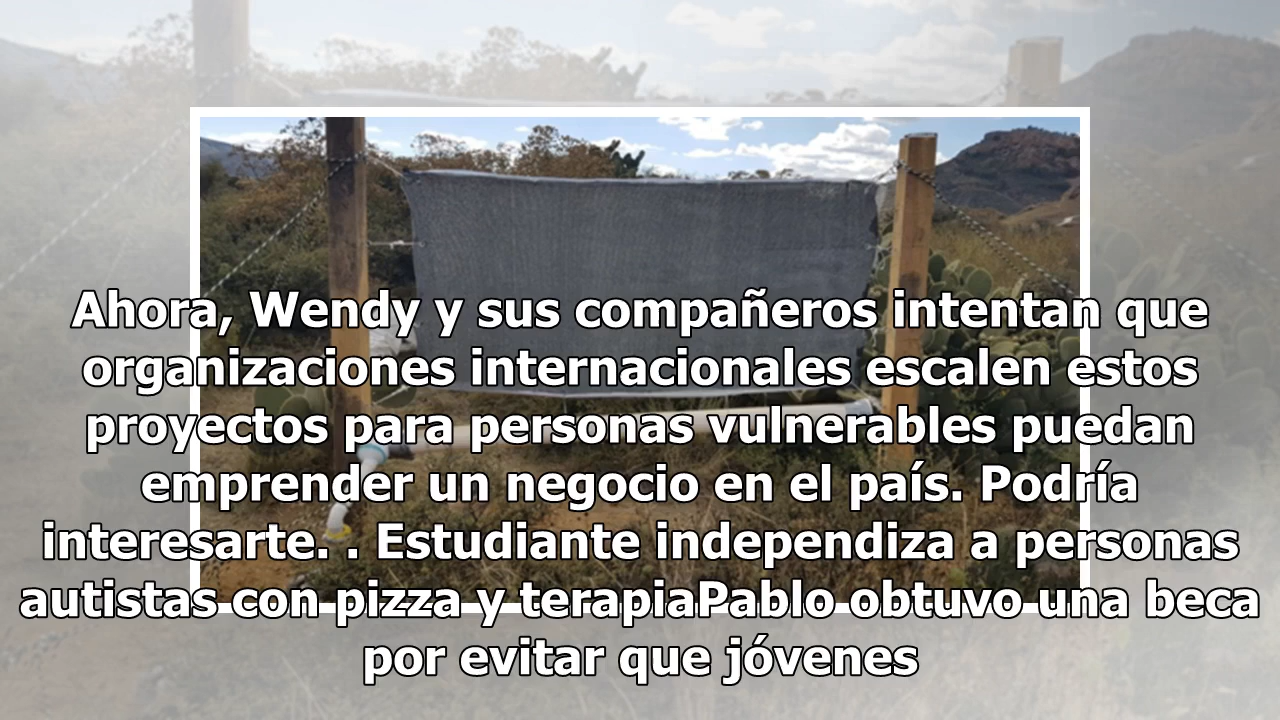 Ahora, Wendy y sus compañeros intentan que
organizaciones internacionales escalen estos
proyectos para personas vulnerables puedan
emprender un negocio en el país. Podría
interesarte. . Estudiante independiza a personas
autistas con pizza y terapiaPablo obtuvo una beca
por evitar que jóvenes